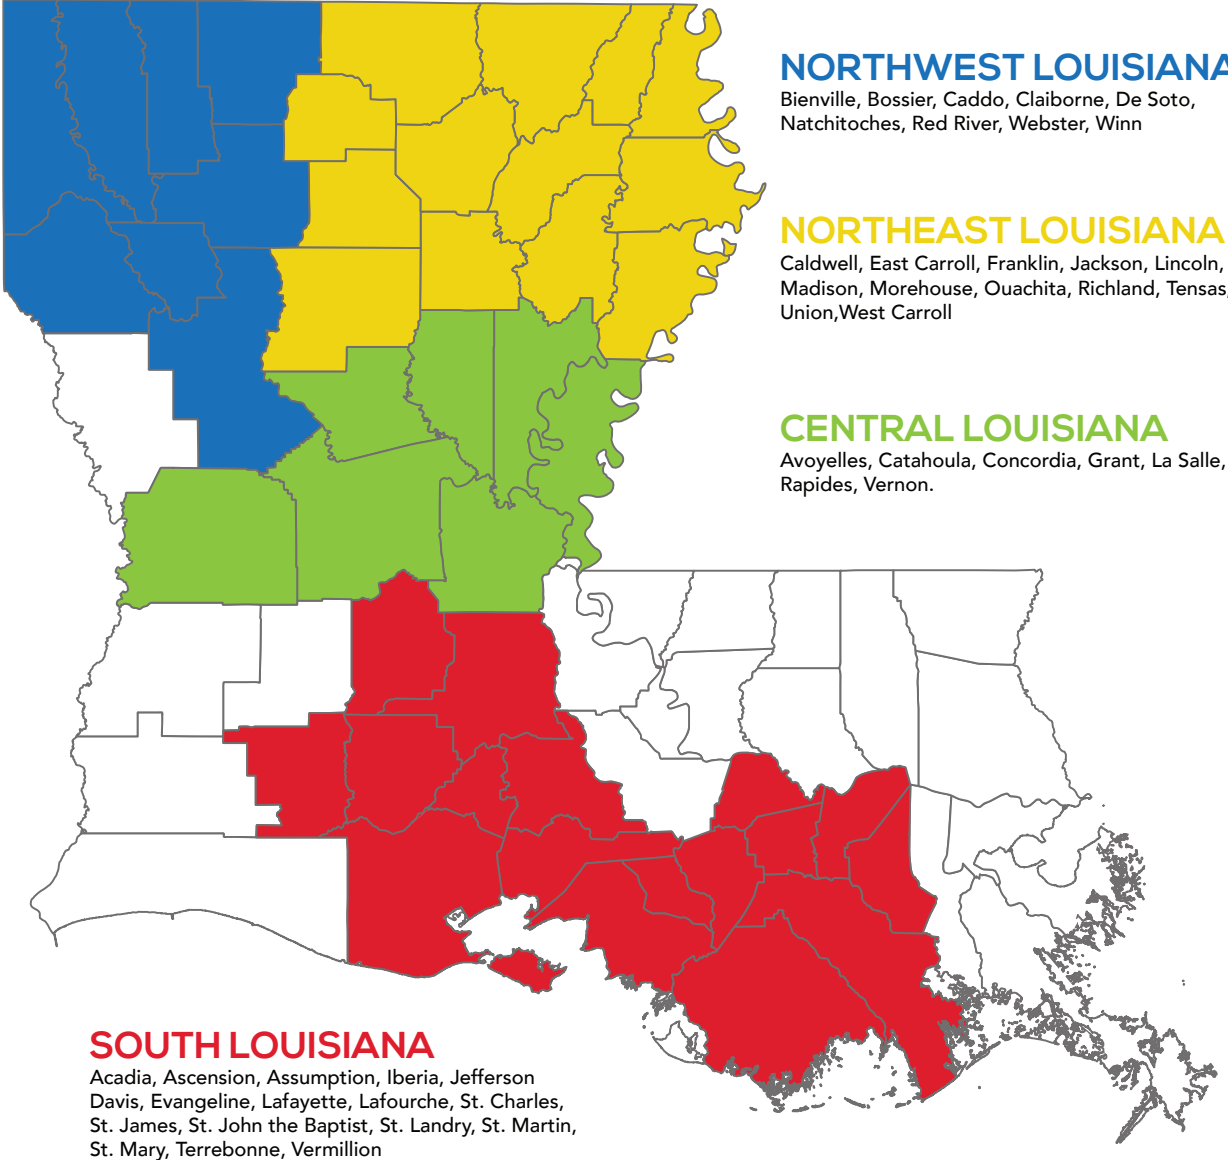 NORTHWEST LOUISIANA
Bienville, Bossier, Caddo, Claiborne, De Soto,
Natchitoches, Red River, Webster, Winn
NORTHEAST LOUISIANA
Caldwell, East Carroll, Franklin, Jackson, Lincoln,
Madison, Morehouse, Ouachita, Richland, Tensas,
Union,West Carroll
CENTRAL LOUISIANA
Avoyelles, Catahoula, Concordia, Grant, La Salle,
Rapides, Vernon.
SOUTH LOUISIANA
Acadia, Ascension, Assumption, Iberia, Jefferson
Davis, Evangeline, Lafayette, Lafourche, St. Charles,
St. James, St. John the Baptist, St. Landry, St. Martin,
St. Mary, Terrebonne, Vermillion